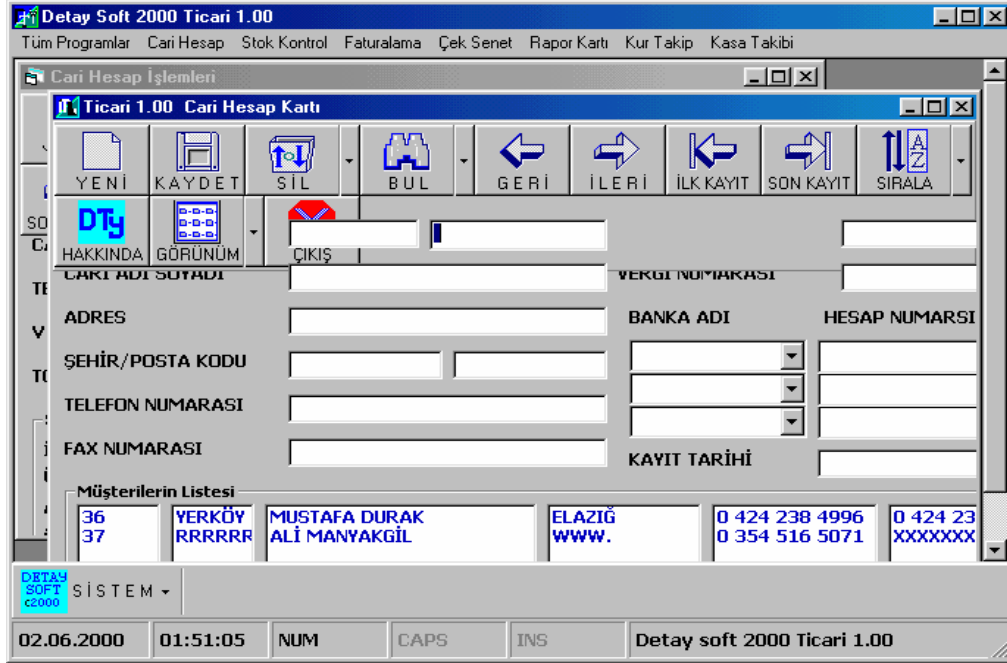 Detay Soft 2000 Ticari 1.00
Tüm Programlar Cari Hesap Stok Kontrol Faturalama Çek Senet Rapor Kartı Kur Takip Kasa Takibi
Cari Hesap İşlemleri
Ticari 1.00 Cari Hesap Kartı
YENİ KAYDET SİL BUL GERİ İLERİ İLK KAYIT SON KAYIT SIRALA
DTy
HAKKINDA GÖRÜNÜM ÇIKIŞ
CARİ ADI SOYADI VERGİ NUMARASI
ADRES BANKA ADI HESAP NUMARSI
ŞEHİR/POSTA KODU
TELEFON NUMARASI
FAX NUMARASI KAYIT TARİHİ
Müşterilerin Listesi
36 YERKÖY MUSTAFA DURAK ELAZIĞ 0 424 238 4996 0 424 23
37 RRRRRR ALİ MANYAKGİL WWW. 0 354 516 5071 XXXXXXX
DETAY SOFT c2000 SİSTEM
02.06.2000 01:51:05 NUM CAPS INS Detay soft 2000 Ticari 1.00